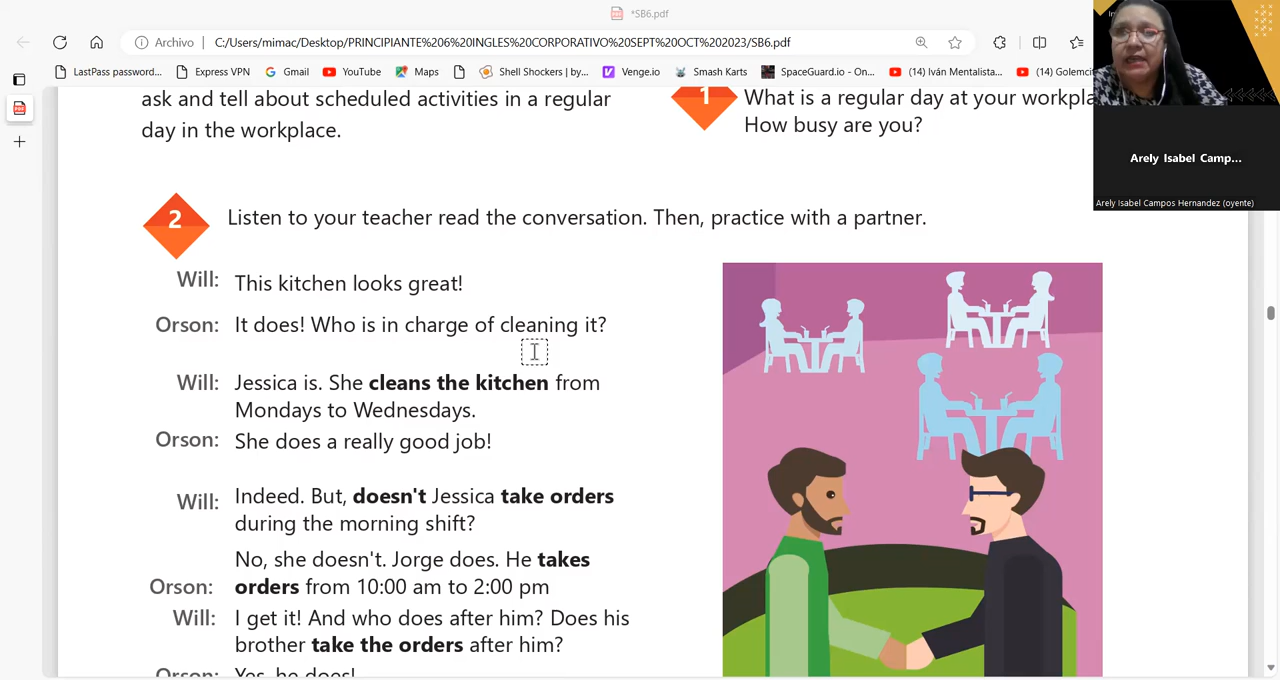 *SB6.pdf
Archivo C:/Users/mimac/Desktop/PRINCIPIANTE%206%20INGLES%20CORPORATIVO%20SEPT%20OCT%202023/SB6.pdf
LastPass password... Express VPN Gmail YouTube Maps Shell Shockers | by... Venge.io Smash Karts SpaceGuard.io - On... (14) Iván Mentalista... (14) Golemcit
ask and tell about scheduled activities in a regular
day in the workplace.
1
What is a regular day at your workpla
How busy are you?
Arely Isabel Camp...
Arely Isabel Campos Hernandez (oyente)
2
Listen to your teacher read the conversation. Then, practice with a partner.
Will: This kitchen looks great!
Orson: It does! Who is in charge of cleaning it?
Will: Jessica is. She cleans the kitchen from
Mondays to Wednesdays.
Orson: She does a really good job!
Will: Indeed. But, doesn't Jessica take orders
during the morning shift?
No, she doesn't. Jorge does. He takes
Orson: orders from 10:00 am to 2:00 pm
Will: I get it! And who does after him? Does his
brother take the orders after him?
Orson: Yes, he does!